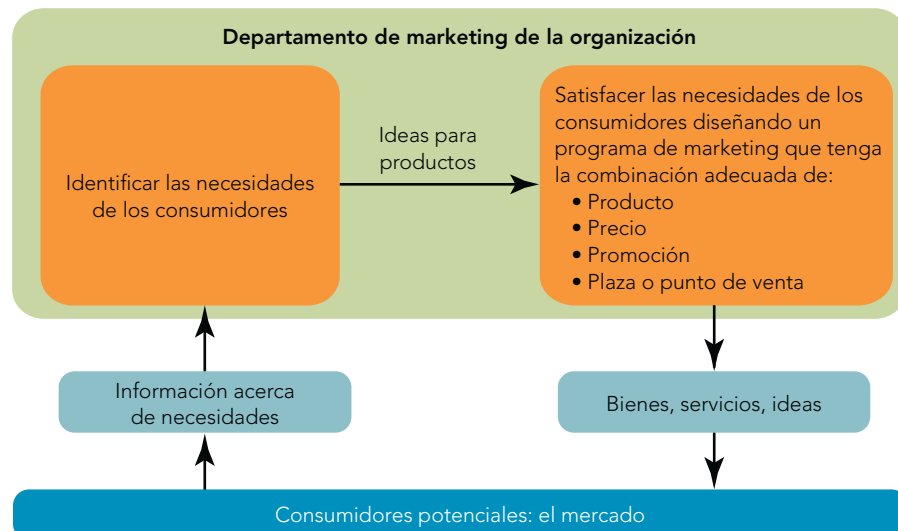 Departamento de marketing de la organización
Identificar las necesidades
de los consumidores
Ideas para
productos
Satisfacer las necesidades de los
consumidores diseñando un
programa de marketing que tenga
la combinación adecuada de:
• Producto
• Precio
• Promoción
• Plaza o punto de venta
Información acerca
de necesidades
Bienes, servicios, ideas
Consumidores potenciales: el mercado